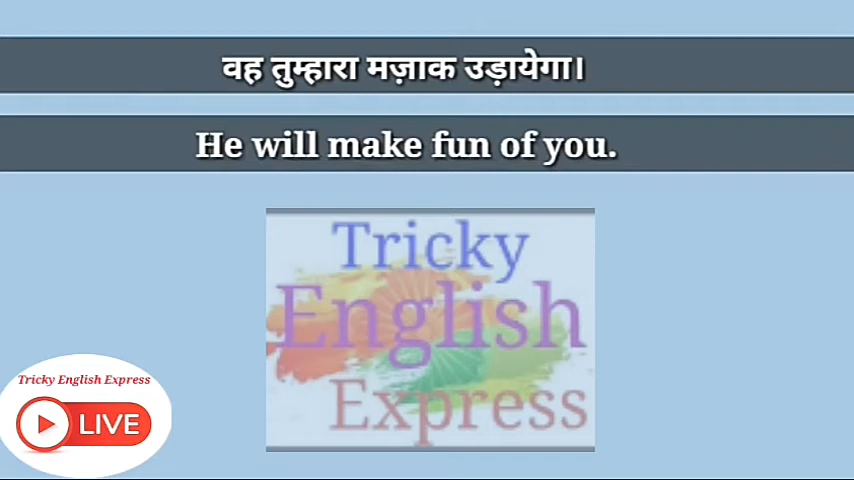 वह तुम्हारा मज़ाक उड़ायेगा।
He will make fun of you.
Tricky
English
Express
Tricky English Express
LIVE